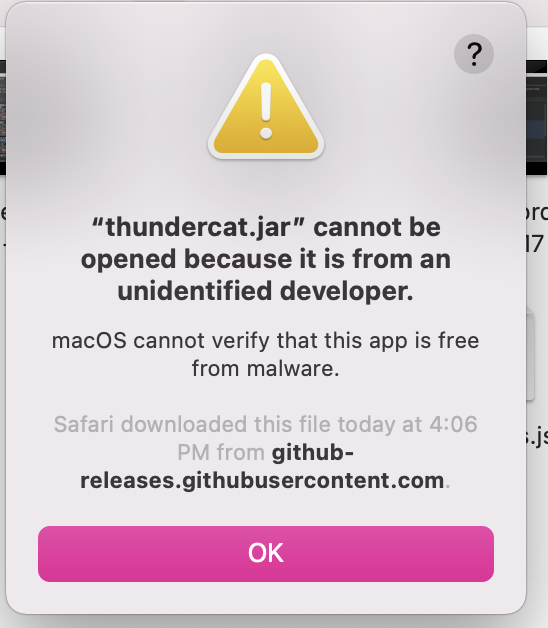 ?
“thundercat.jar” cannot be
opened because it is from an
unidentified developer.
macOS cannot verify that this app is free
from malware.
Safari downloaded this file today at 4:06
PM from github-
releases.githubusercontent.com.
OK
17